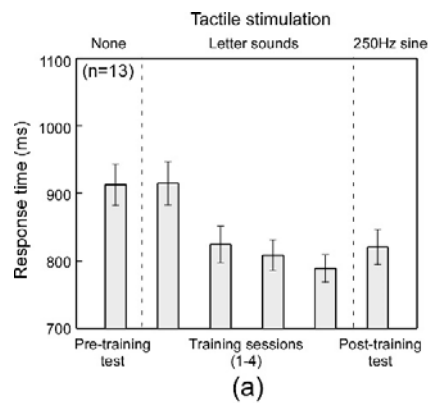 Tactile stimulation
None Letter sounds 250Hz sine
1100
(n=13)
1000
900
800
700
Response time (ms)
Pre-training test
Training sessions (1-4)
Post-training test
(a)